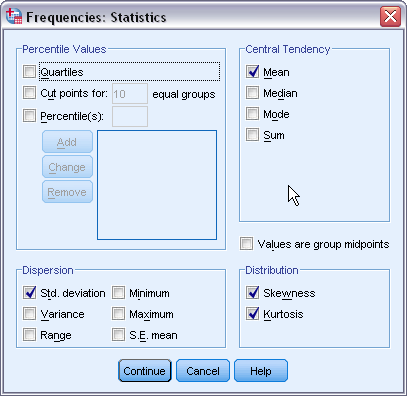 Frequencies: Statistics
Percentile Values
Quartiles
Cut points for: 10 equal groups
Percentile(s):
Add
Change
Remove
Central Tendency
Mean
Median
Mode
Sum
Values are group midpoints
Dispersion
Std. deviation Minimum
Variance Maximum
Range S.E. mean
Distribution
Skewness
Kurtosis
Continue Cancel Help